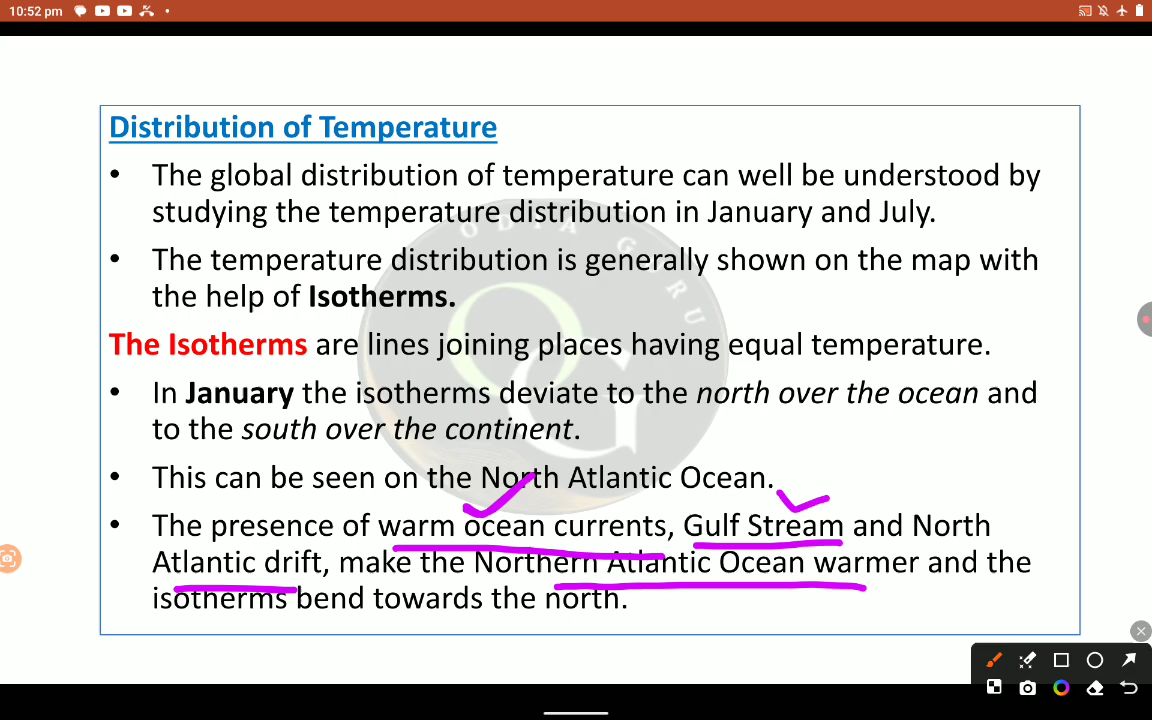 10:52 pm
Distribution of Temperature
• The global distribution of temperature can well be understood by
studying the temperature distribution in January and July.
• The temperature distribution is generally shown on the map with
the help of Isotherms.
The Isotherms are lines joining places having equal temperature.
• In January the isotherms deviate to the north over the ocean and
to the south over the continent.
• This can be seen on the North Atlantic Ocean.
• The presence of warm ocean currents, Gulf Stream and North
Atlantic drift, make the Northern Atlantic Ocean warmer and the
isotherms bend towards the north.
ODIA GURU
OG